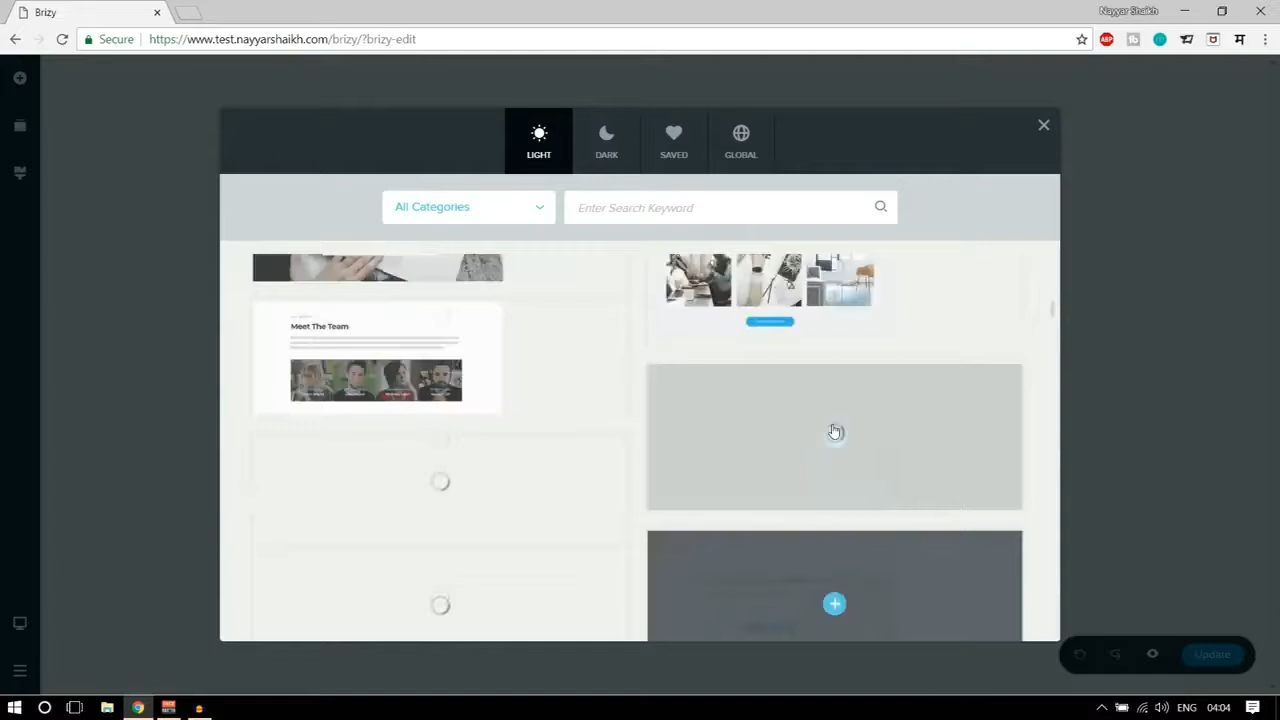 Brizy
Nayyar Shaikh
Secure
https://www.test.nayyarshaikh.com/brizy/?brizy-edit
ABP
LIGHT
DARK
SAVED
GLOBAL
All Categories
Enter Search Keyword
Meet The Team
Update
ENG
04:04